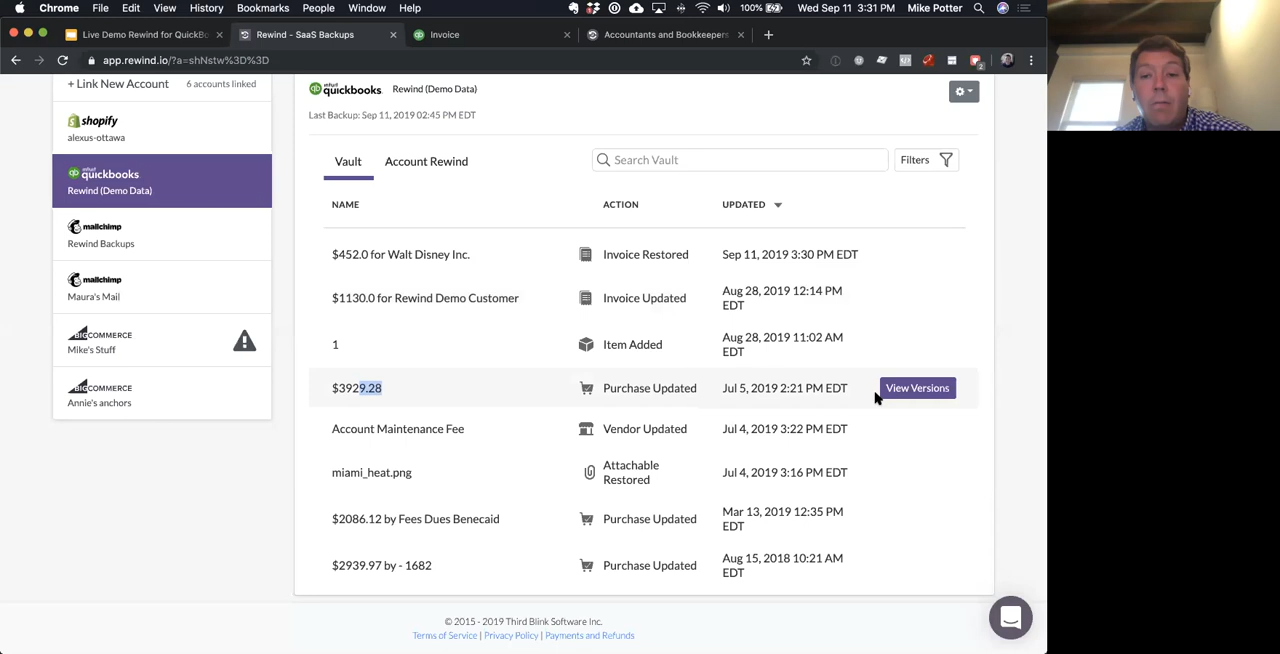 Chrome File Edit View History Bookmarks People Window Help 100% Wed Sep 11 3:31 PM Mike Potter
Live Demo Rewind for QuickBo Rewind - SaaS Backups Invoice Accountants and Bookkeepers
app.rewind.io/?a=shNstw%3D%3D
+ Link New Account 6 accounts linked
shopify
alexus-ottawa
intuit quickbooks
Rewind (Demo Data)
mailchimp
Rewind Backups
mailchimp
Maura's Mail
BIGCOMMERCE
Mike's Stuff
BIGCOMMERCE
Annie's anchors
intuit quickbooks. Rewind (Demo Data)
Last Backup: Sep 11, 2019 02:45 PM EDT
Vault Account Rewind Search Vault Filters
NAME ACTION UPDATED
$452.0 for Walt Disney Inc. Invoice Restored Sep 11, 2019 3:30 PM EDT
$1130.0 for Rewind Demo Customer Invoice Updated Aug 28, 2019 12:14 PM
EDT
1 Item Added Aug 28, 2019 11:02 AM
EDT
$3929.28 Purchase Updated Jul 5, 2019 2:21 PM EDT View Versions
Account Maintenance Fee Vendor Updated Jul 4, 2019 3:22 PM EDT
miami_heat.png Attachable
Restored Jul 4, 2019 3:16 PM EDT
$2086.12 by Fees Dues Benecaid Purchase Updated Mar 13, 2019 12:35 PM
EDT
$2939.97 by - 1682 Purchase Updated Aug 15, 2018 10:21 AM
EDT
© 2015 - 2019 Third Blink Software Inc.
Terms of Service | Privacy Policy | Payments and Refunds